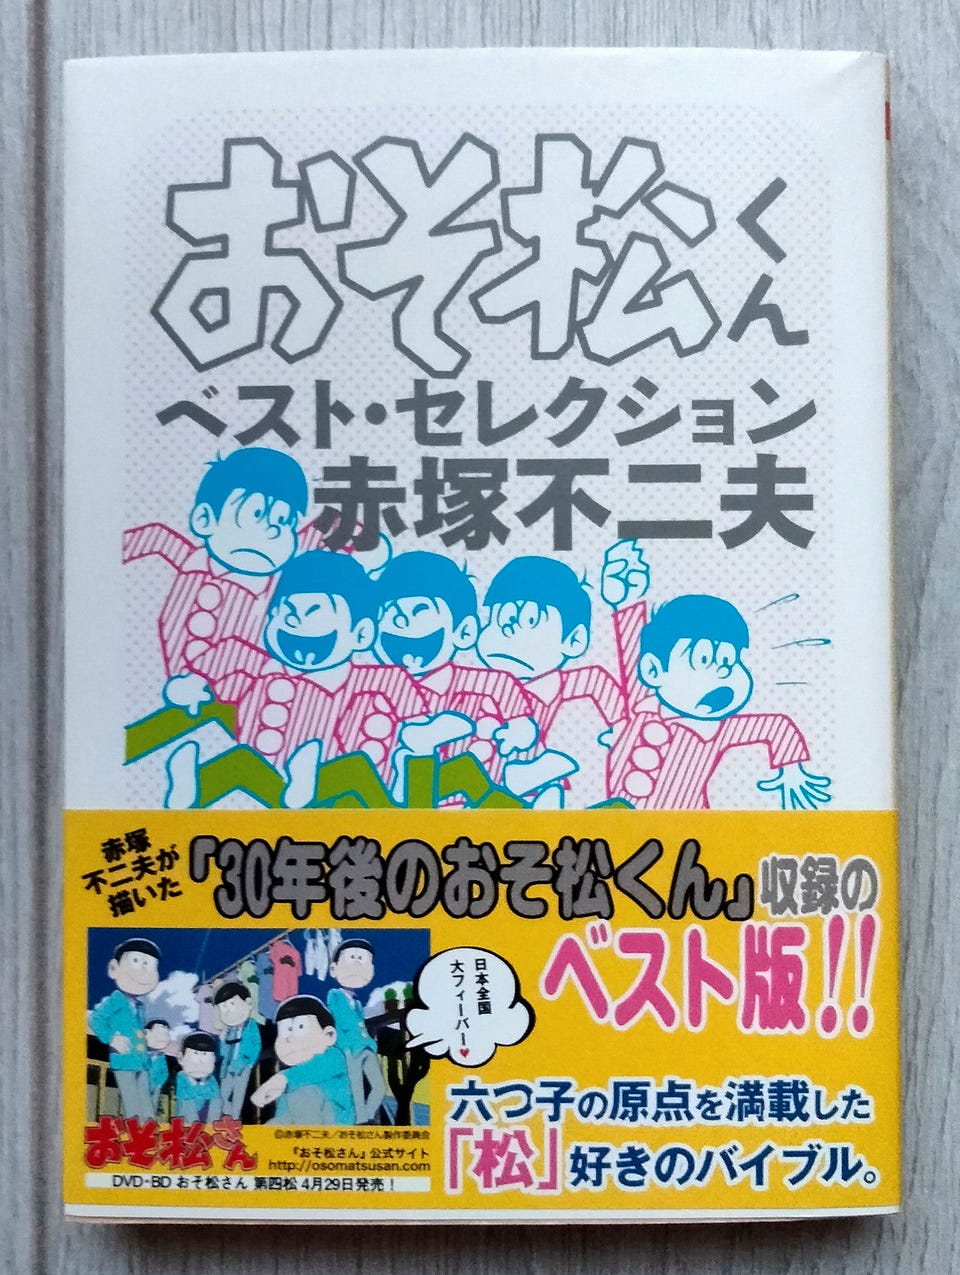 おそ松くん
ベスト・セレクション
赤塚不二夫
赤塚
不二夫が
描いた
「30年後のおそ松くん」収録の
ベスト版!!
日本全国
大フィーバー♥
六つ子の原点を満載した
「松」好きのバイブル。
おそ松さん
©赤塚不二夫/おそ松さん製作委員会
『おそ松さん』公式サイト
http://osomatsusan.com
DVD・BD おそ松さん 第四松 4月29日発売!